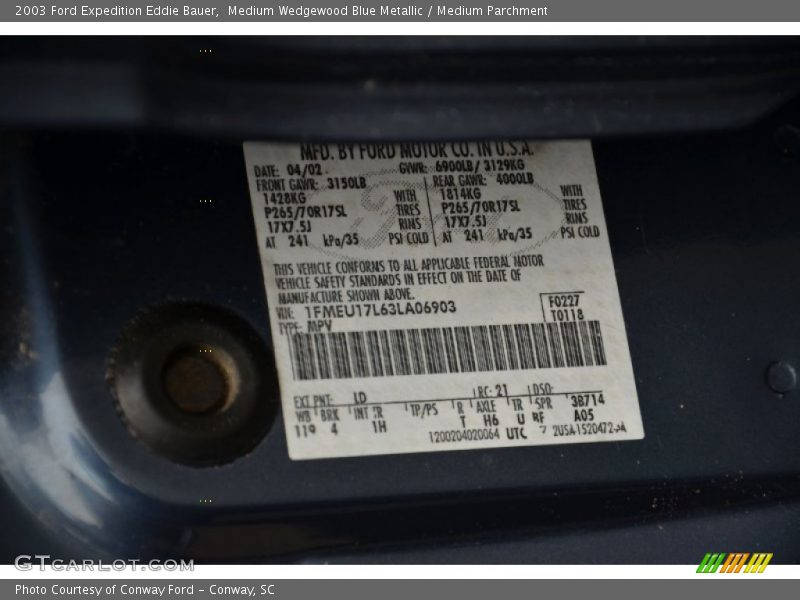 2003 Ford Expedition Eddie Bauer,  Medium Wedgewood Blue Metallic / Medium Parchment
MFD. BY FORD MOTOR CO. IN U.S.A.
DATE: 04/02 GVWR: 6900LB/ 3129KG
FRONT GAWR: 3150LB REAR GAWR: 4000LB
1428KG WITH 1814KG WITH
P265/70R17SL TIRES P265/70R17SL TIRES
17X7.5J RIMS 17X7.5J RIMS
AT 241 kPa/35 PSI COLD AT 241 kPa/35 PSI COLD
THIS VEHICLE CONFORMS TO ALL APPLICABLE FEDERAL MOTOR
VEHICLE SAFETY STANDARDS IN EFFECT ON THE DATE OF
MANUFACTURE SHOWN ABOVE.
VIN: 1FMEU17L63LA06903 F0227
TYPE: MPV T0118
EXT PNT: LD RC: 21 DSO:
WB BRK INT TR TP/PS R AXLE TR SPR 38714
119 4 1H T H6 U RF A05
1200204020064 UTC
GTCarLot.com
Photo Courtesy of Conway Ford – Conway, SC